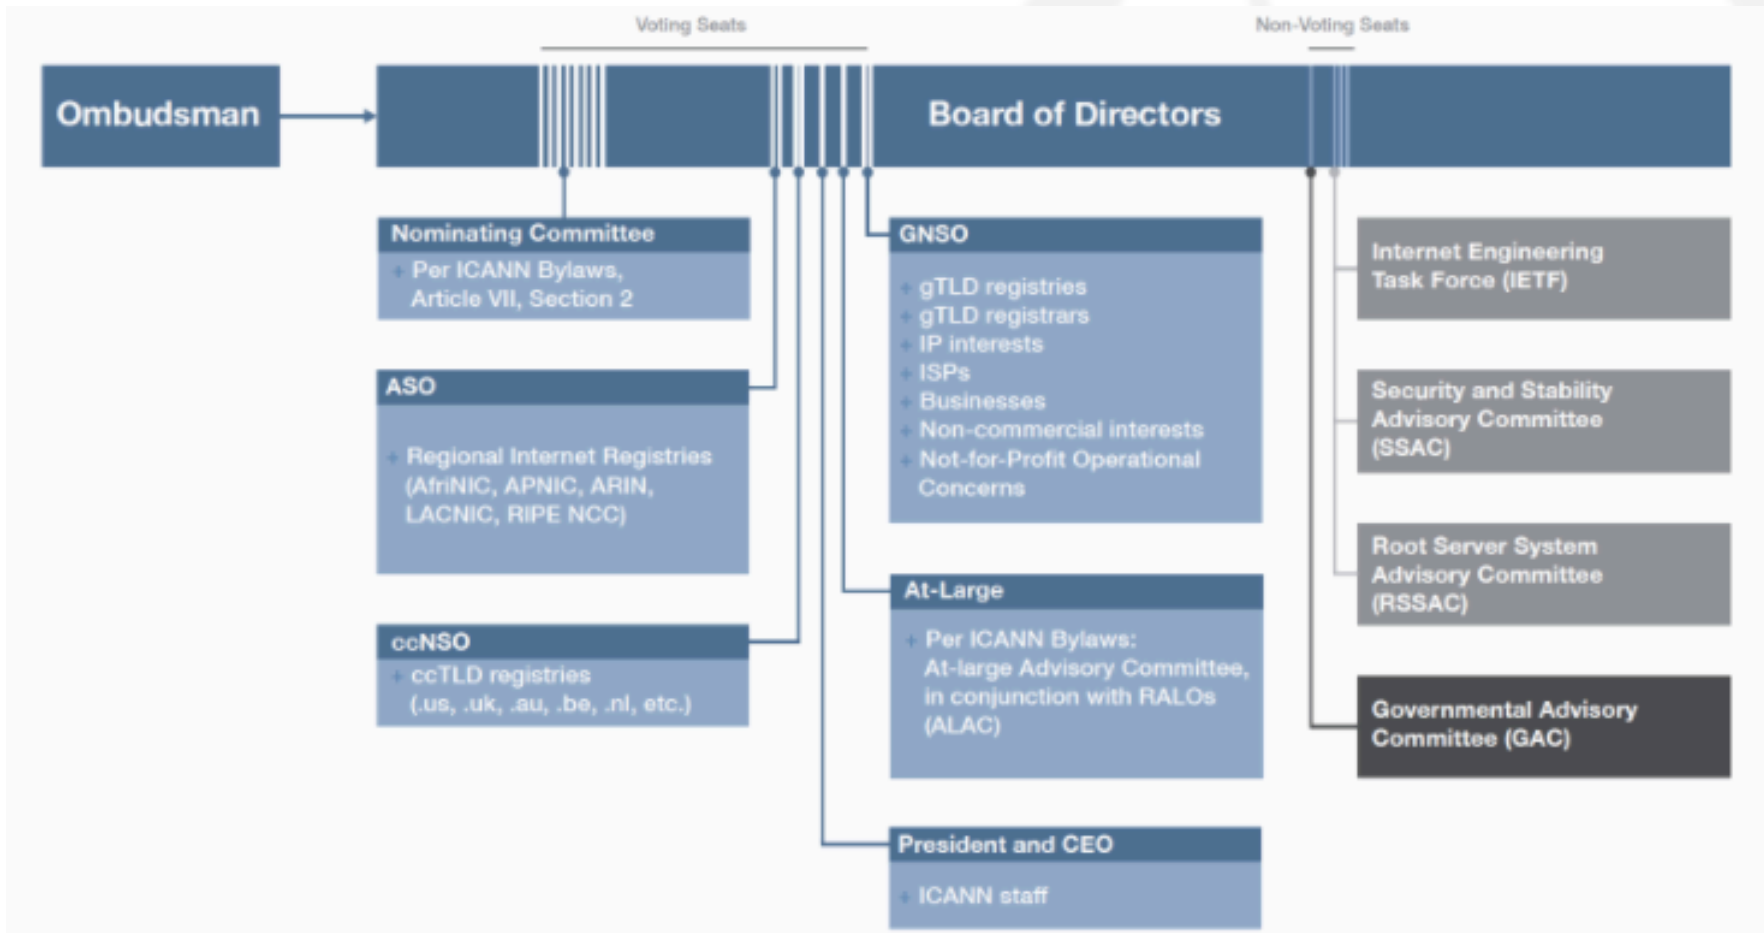 Voting Seats
Non-Voting Seats
Ombudsman
Board of Directors
Nominating Committee
+ Per ICANN Bylaws,
Article VII, Section 2
ASO
+ Regional Internet Registries
(AfriNIC, APNIC, ARIN,
LACNIC, RIPE NCC)
ccNSO
+ ccTLD registries
(.us, .uk, .au, .be, .nl, etc.)
GNSO
+ gTLD registries
+ gTLD registrars
+ IP interests
+ ISPs
+ Businesses
+ Non-commercial interests
+ Not-for-Profit Operational
Concerns
At-Large
+ Per ICANN Bylaws:
At-large Advisory Committee,
in conjunction with RALOs
(ALAC)
President and CEO
+ ICANN staff
Internet Engineering
Task Force (IETF)
Security and Stability
Advisory Committee
(SSAC)
Root Server System
Advisory Committee
(RSSAC)
Governmental Advisory
Committee (GAC)